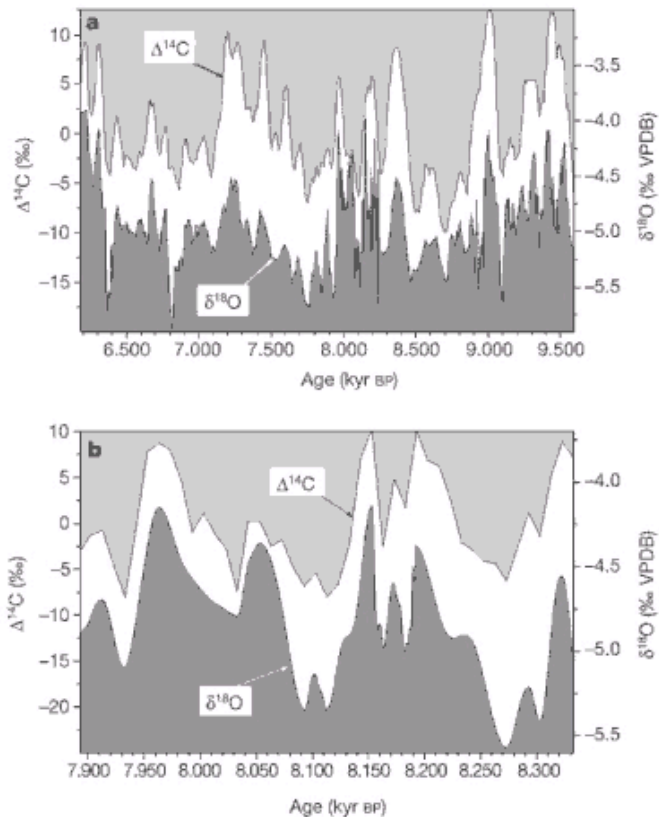 a
10
5
0
−5
−10
−15
Δ¹⁴C (‰)
Δ¹⁴C
δ¹⁸O
−3.5
−4.0
−4.5
−5.0
−5.5
δ¹⁸O (‰ VPDB)
6.500 7.000 7.500 8.000 8.500 9.000 9.500
Age (kyr BP)
b
10
5
0
−5
−10
−15
−20
Δ¹⁴C (‰)
Δ¹⁴C
δ¹⁸O
−4.0
−4.5
−5.0
−5.5
δ¹⁸O (‰ VPDB)
7.900 7.950 8.000 8.050 8.100 8.150 8.200 8.250 8.300
Age (kyr BP)